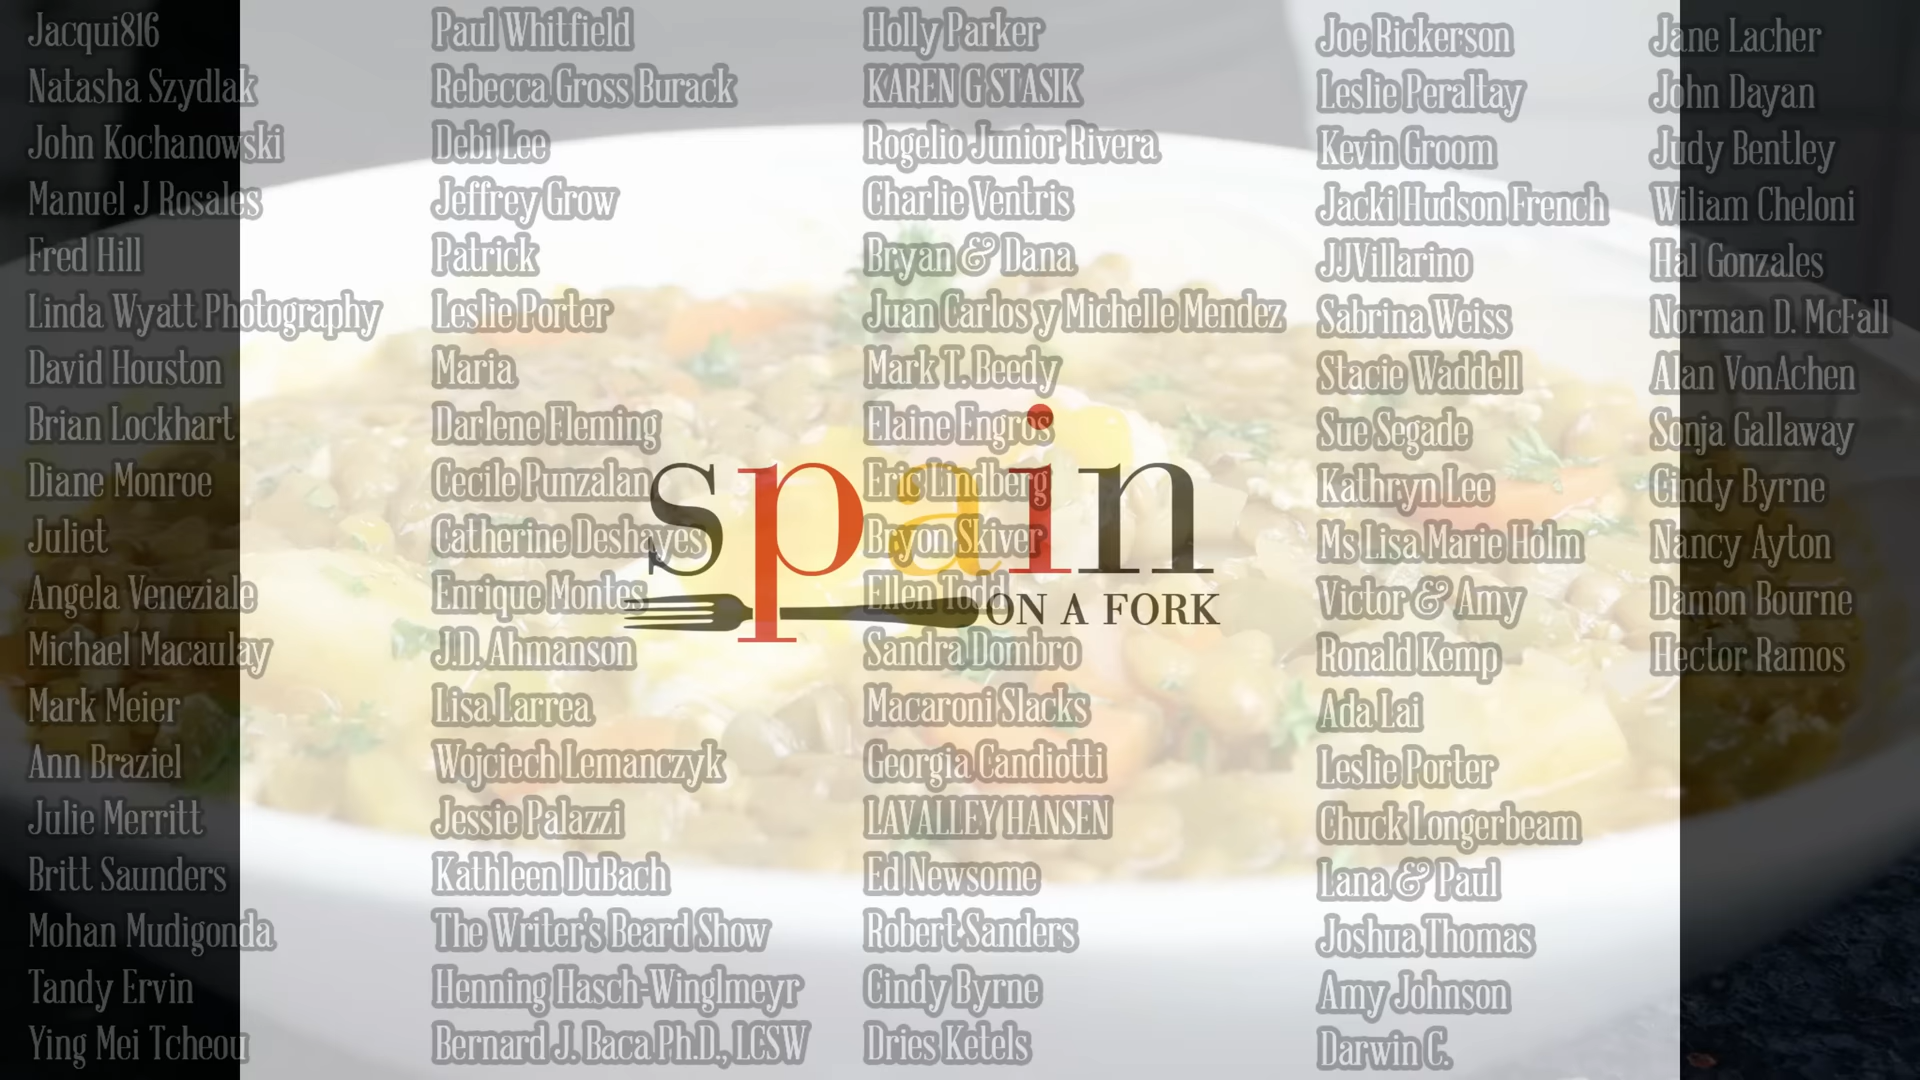 Jacqui816
Natasha Szydlak
John Kochanowski
Manuel J Rosales
Fred Hill
Linda Wyatt Photography
David Houston
Brian Lockhart
Diane Monroe
Juliet
Angela Veneziale
Michael Macaulay
Mark Meier
Ann Braziel
Julie Merritt
Britt Saunders
Mohan Mudigonda
Tandy Ervin
Ying Mei Tcheou
Paul Whitfield
Rebecca Gross Burack
Debi Lee
Jeffrey Grow
Patrick
Leslie Porter
Maria
Darlene Fleming
Cecile Punzalan
Catherine Deshayes
Enrique Montes
J.D. Ahmanson
Lisa Larrea
Wojciech Lemanczyk
Jessie Palazzi
Kathleen DuBach
The Writer's Beard Show
Henning Hasch-Winglmeyr
Bernard J. Baca Ph.D., LCSW
Holly Parker
KAREN G STASIK
Rogelio Junior Rivera
Charlie Ventris
Bryan & Dana
Juan Carlos y Michelle Mendez
Mark T. Beedy
Elaine Engros
Eric Lindberg
Bryon Skiver
Ellen Todd
Sandra Dombro
Macaroni Slacks
Georgia Candiotti
LAVALLEY HANSEN
Ed Newsome
Robert Sanders
Cindy Byrne
Dries Ketels
Joe Rickerson
Leslie Peraltay
Kevin Groom
Jacki Hudson French
JJVillarino
Sabrina Weiss
Stacie Waddell
Sue Segade
Kathryn Lee
Ms Lisa Marie Holm
Victor & Amy
Ronald Kemp
Ada Lai
Leslie Porter
Chuck Longerbeam
Lana & Paul
Joshua Thomas
Amy Johnson
Darwin C.
Jane Lacher
John Dayan
Judy Bentley
Wiliam Cheloni
Hal Gonzales
Norman D. McFall
Alan VonAchen
Sonja Gallaway
Cindy Byrne
Nancy Ayton
Damon Bourne
Hector Ramos
spain
ON A FORK